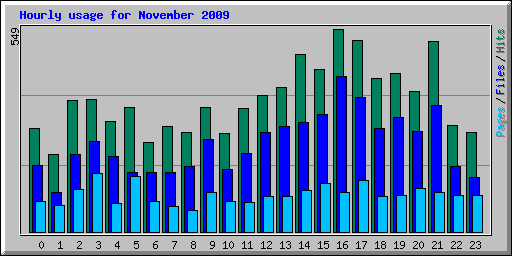 Hourly usage for November 2009
549
Pages / Files / Hits
0 1 2 3 4 5 6 7 8 9 10 11 12 13 14 15 16 17 18 19 20 21 22 23